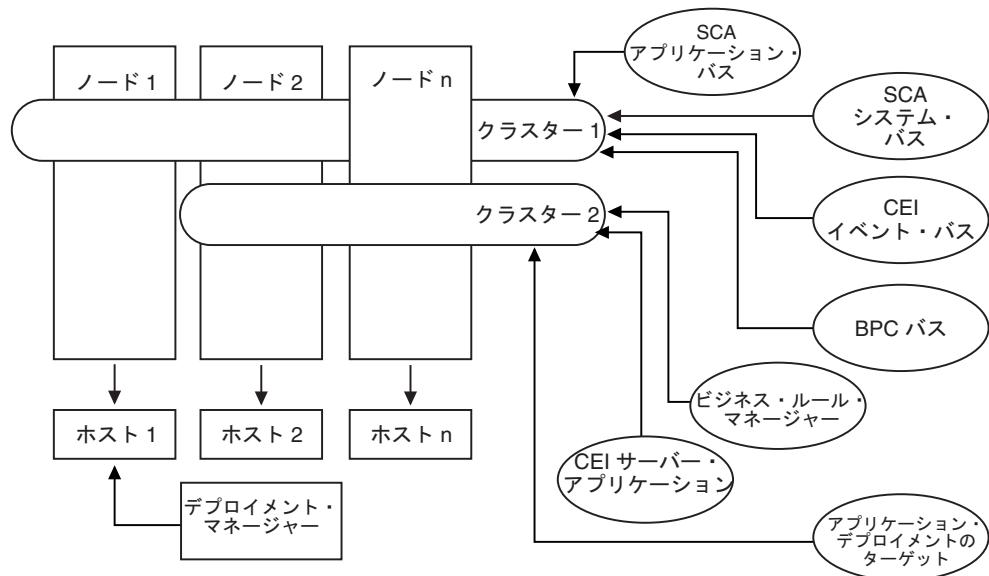 ノード 1
ノード 2
ノード n
SCA
アプリケーション・
バス
クラスター 1
SCA
システム・
バス
クラスター 2
CEI
イベント・バス
BPC バス
ビジネス・ルール・
マネージャー
ホスト 1
ホスト 2
ホスト n
CEI サーバー・
アプリケーション
デプロイメント・
マネージャー
アプリケーション・
デプロイメントの
ターゲット